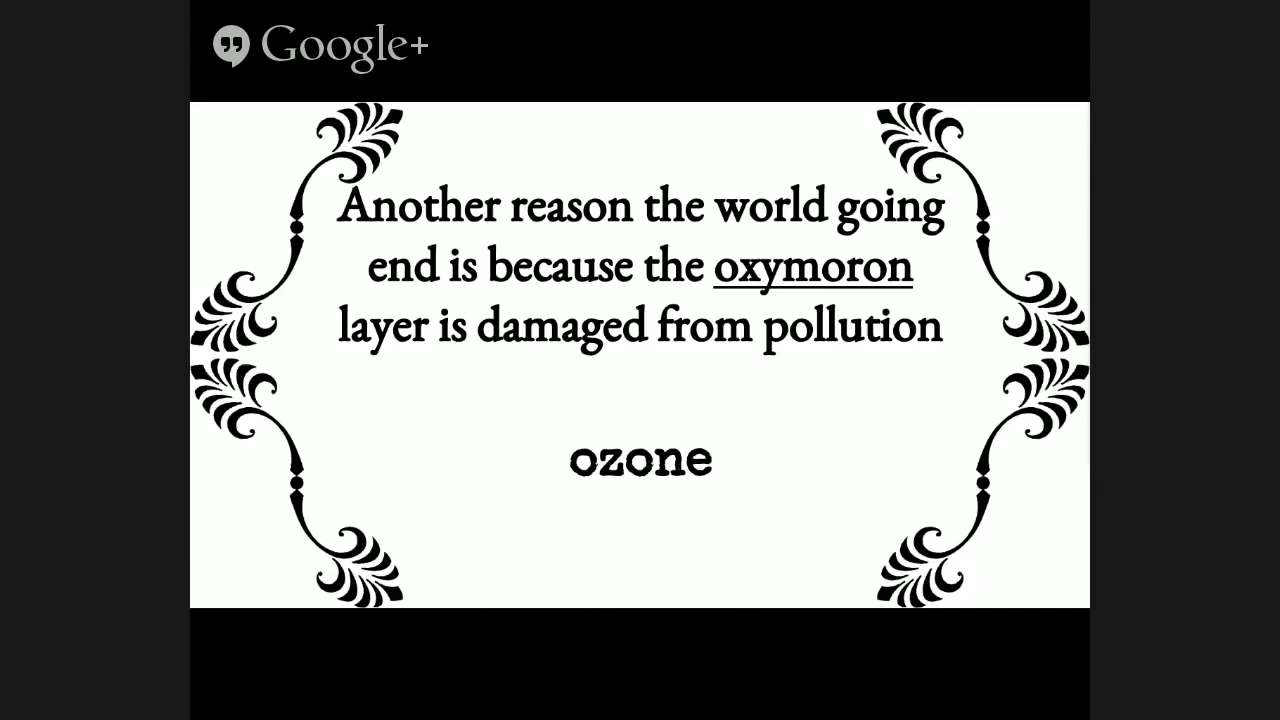 Google+
Another reason the world going
end is because the oxymoron
layer is damaged from pollution
ozone